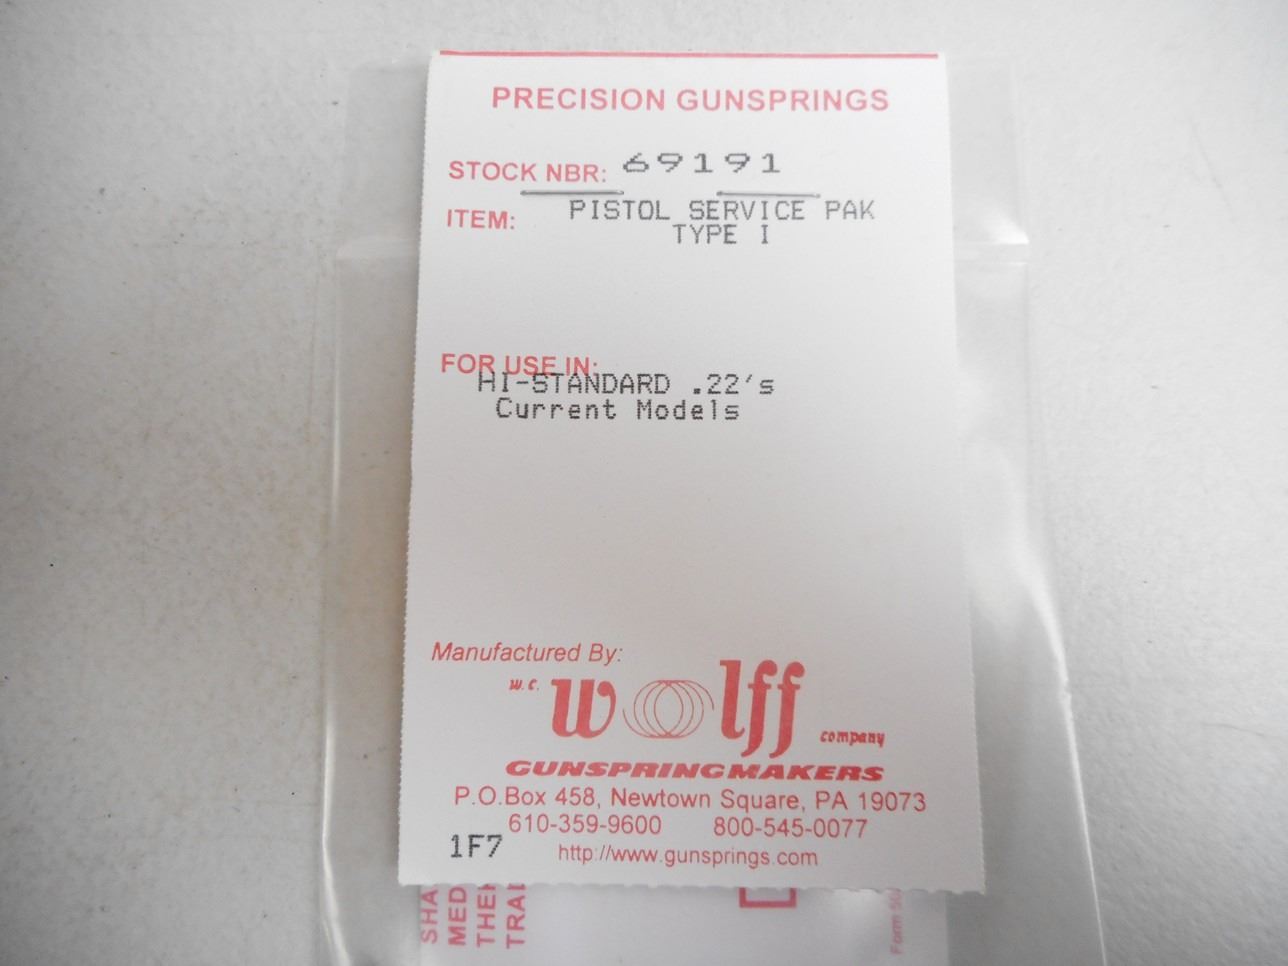 PRECISION GUNSPRINGS
STOCK NBR: 69191
ITEM: PISTOL SERVICE PAK
TYPE I
FOR USE IN:
HI-STANDARD .22's
Current Models
Manufactured By:
W.C. Wolff company
GUNSPRINGMAKERS
P.O.Box 458, Newtown Square, PA 19073
610-359-9600 800-545-0077
1F7 http://www.gunsprings.com